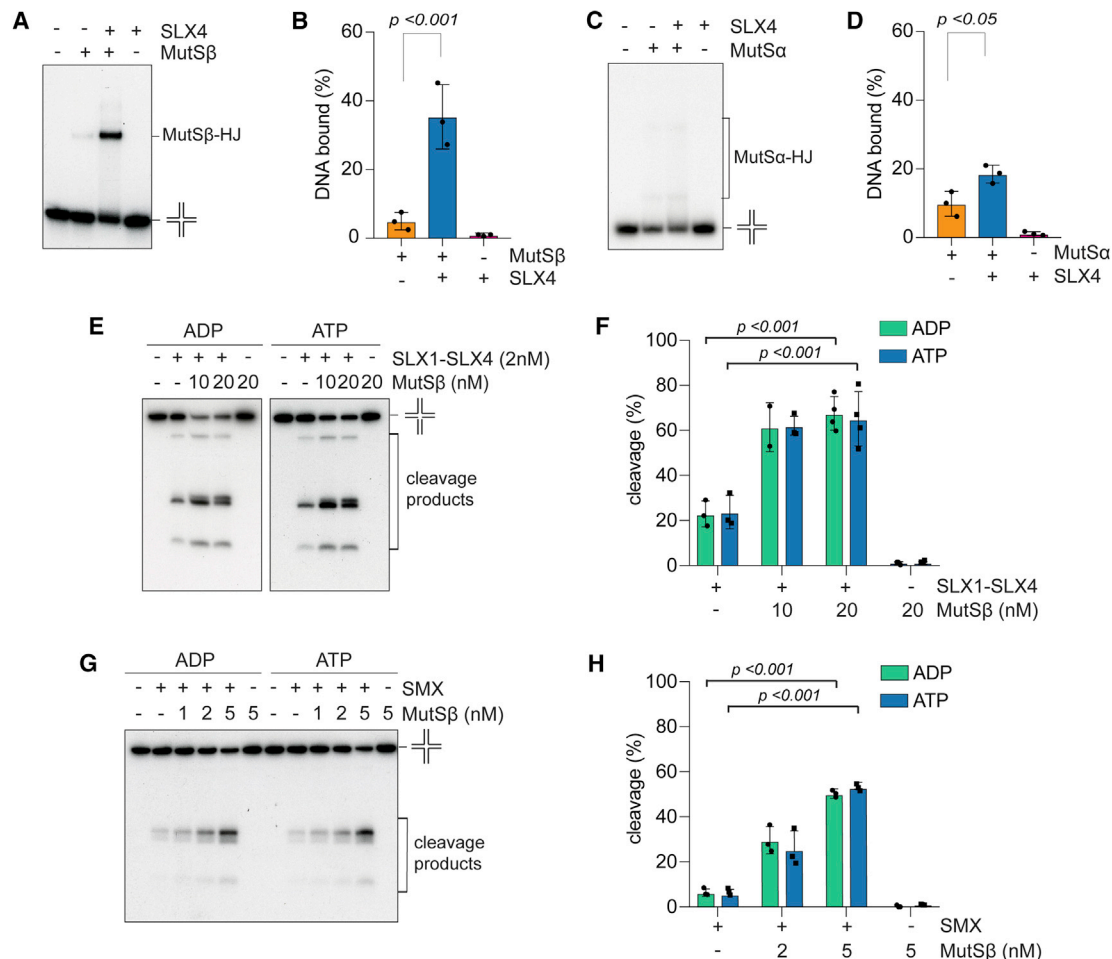 A
- - + + SLX4
- + + - MutSβ
MutSβ-HJ
B
p <0.001
60
40
20
0
DNA bound (%)
+ + - MutSβ
- + + SLX4
C
- - + + SLX4
- + + - MutSα
MutSα-HJ
D
p <0.05
60
40
20
0
DNA bound (%)
+ + - MutSα
- + + SLX4
E
ADP ATP
- + + + - - + + + - SLX1-SLX4 (2nM)
- - 10 20 20 - - 10 20 20 MutSβ (nM)
cleavage
products
F
p <0.001
p <0.001
ADP
ATP
100
80
60
40
20
0
cleavage (%)
+ + + - SLX1-SLX4
- 10 20 20 MutSβ (nM)
G
ADP ATP
- + + + + - - + + + + - SMX
- - 1 2 5 5 - - 1 2 5 5 MutSβ (nM)
cleavage
products
H
p <0.001
p <0.001
ADP
ATP
100
80
60
40
20
0
cleavage (%)
+ + + - SMX
- 2 5 5 MutSβ (nM)